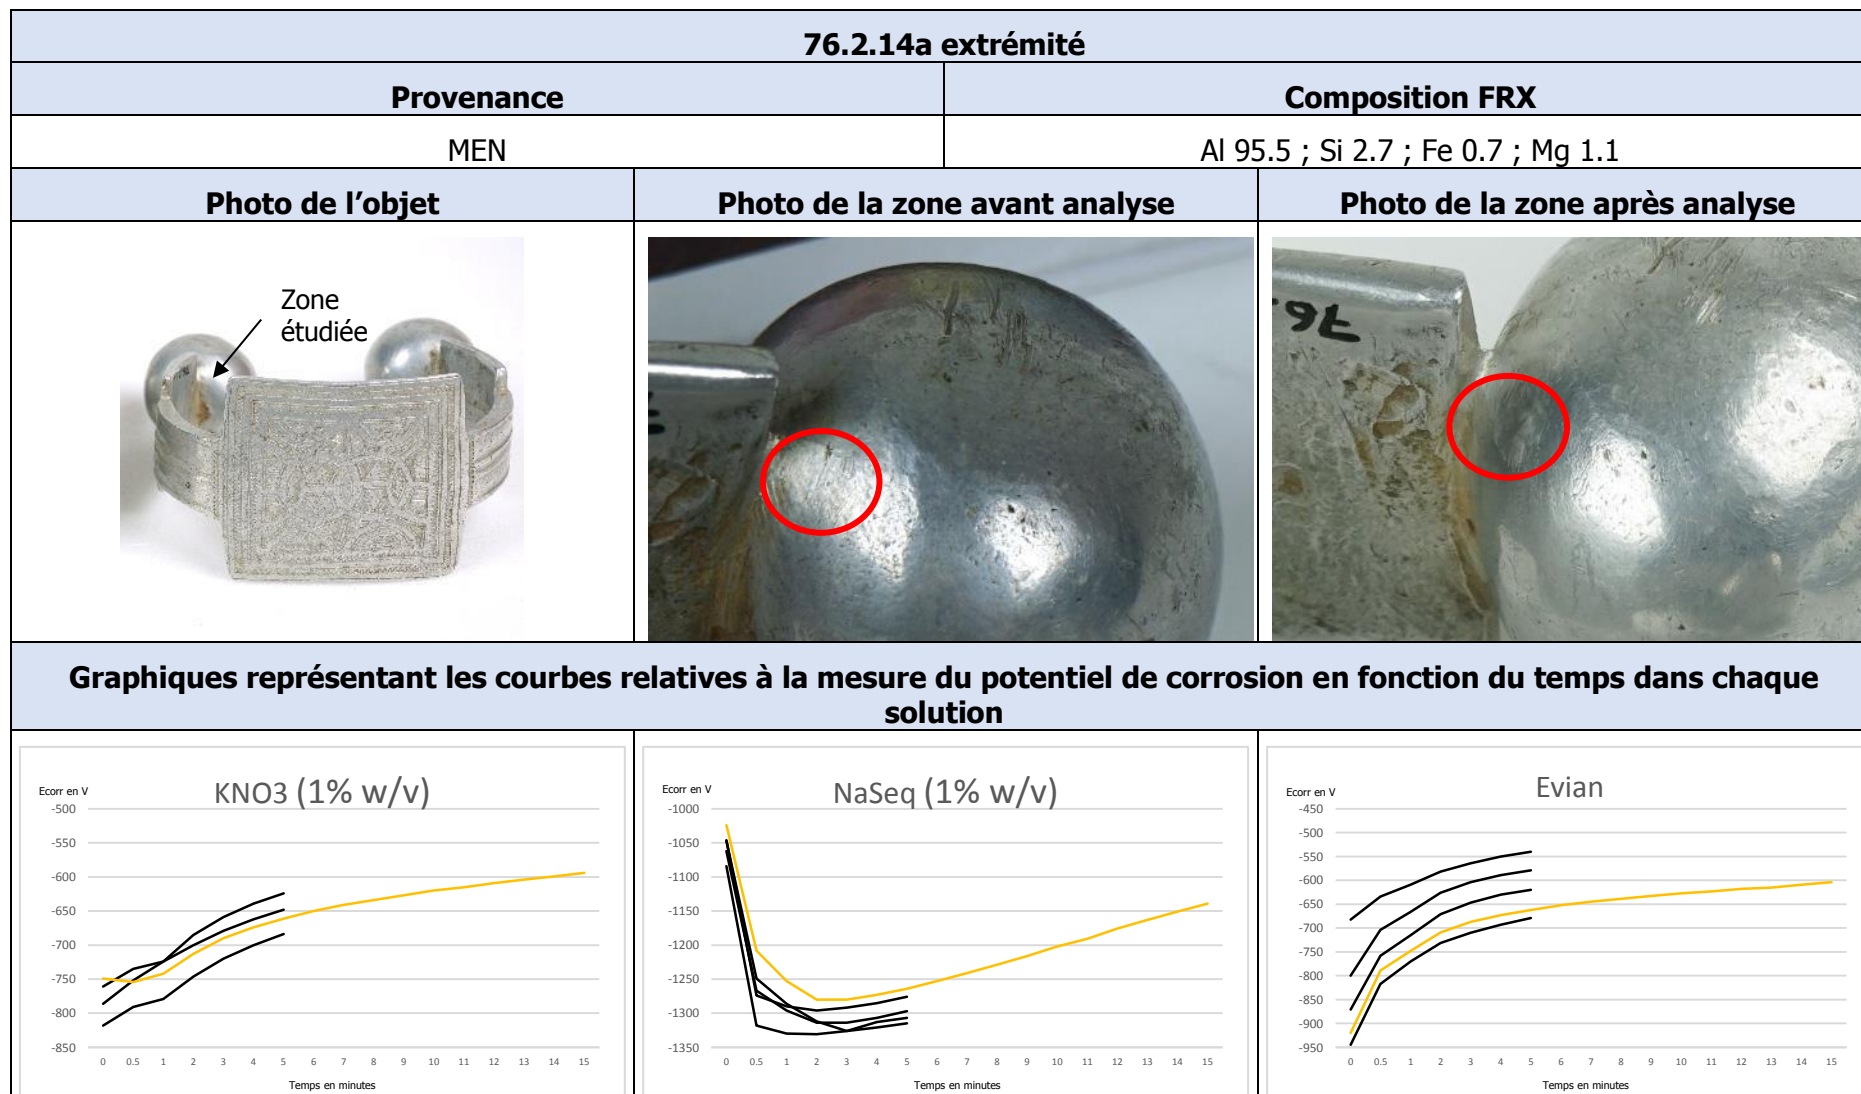 76.2.14a extrémité
Provenance
Composition FRX
MEN
Al 95.5 ; Si 2.7 ; Fe 0.7 ; Mg 1.1
Photo de l'objet
Photo de la zone avant analyse
Photo de la zone après analyse
Zone
étudiée
76
Graphiques représentant les courbes relatives à la mesure du potentiel de corrosion en fonction du temps dans chaque
solution
KNO3 (1% w/v)
Ecorr en V
-500
-550
-600
-650
-700
-750
-800
-850
0 0.5 1 2 3 4 5 6 7 8 9 10 11 12 13 14 15
Temps en minutes
NaSeq (1% w/v)
Ecorr en V
-1000
-1050
-1100
-1150
-1200
-1250
-1300
-1350
0 0.5 1 2 3 4 5 6 7 8 9 10 11 12 13 14 15
Temps en minutes
Evian
Ecorr en V
-450
-500
-550
-600
-650
-700
-750
-800
-850
-900
-950
0 0.5 1 2 3 4 5 6 7 8 9 10 11 12 13 14 15
Temps en minutes